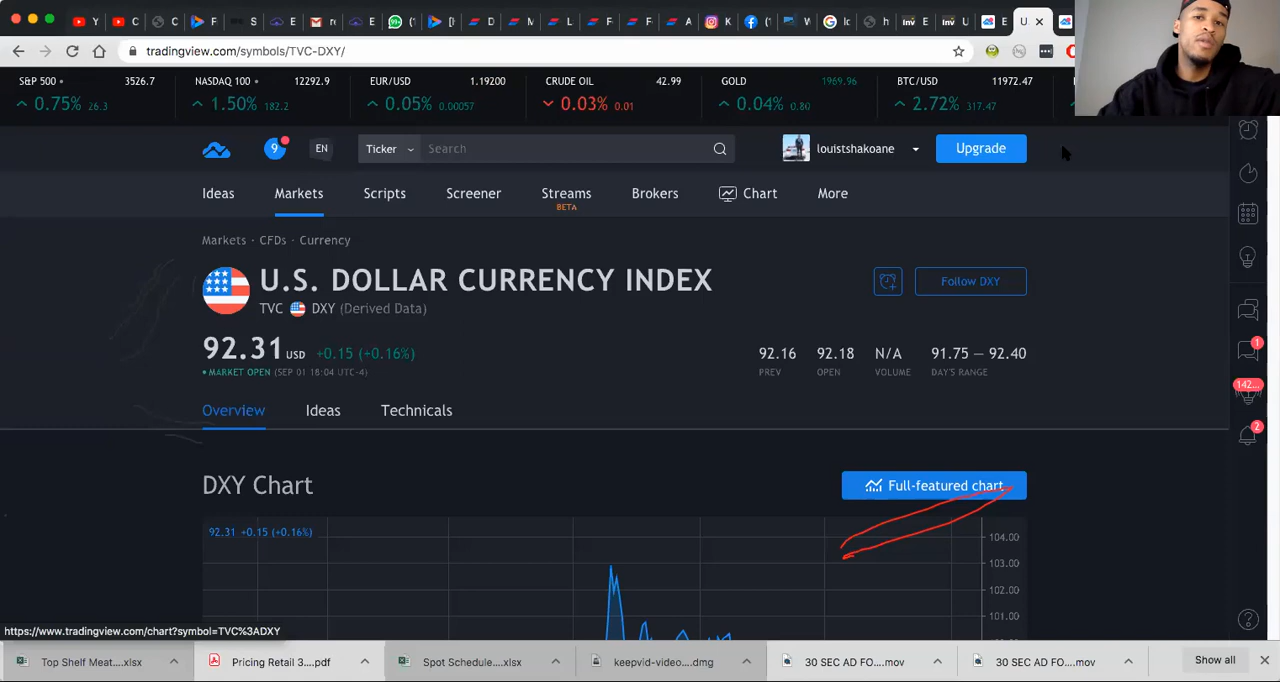 Y
C
C
F
S
E
E
99+
D
M
L
F
F
A
K
(1
W
lo
h
E
U
E
U
tradingview.com/symbols/TVC-DXY/
S&P 500 3526.7
0.75% 26.3
NASDAQ 100 12292.9
1.50% 182.2
EUR/USD 1.19200
0.05% 0.00057
CRUDE OIL 42.99
0.03% 0.01
GOLD 1969.96
0.04% 0.80
BTC/USD 11972.47
2.72% 317.47
9
EN
Ticker
Search
louistshakoane
Upgrade
Ideas
Markets
Scripts
Screener
Streams
BETA
Brokers
Chart
More
Markets · CFDs · Currency
U.S. DOLLAR CURRENCY INDEX
TVC DXY (Derived Data)
Follow DXY
92.31 USD +0.15 (+0.16%)
• MARKET OPEN (SEP 01 18:04 UTC-4)
92.16 92.18 N/A 91.75 — 92.40
PREV OPEN VOLUME DAY'S RANGE
Overview
Ideas
Technicals
1
142...
2
DXY Chart
Full-featured chart
92.31 +0.15 (+0.16%)
104.00
103.00
102.00
101.00
https://www.tradingview.com/chart?symbol=TVC%3ADXY
Top Shelf Meat....xlsx
Pricing Retail 3....pdf
Spot Schedule....xlsx
keepvid-video....dmg
30 SEC AD FO....mov
30 SEC AD FO....mov
Show all